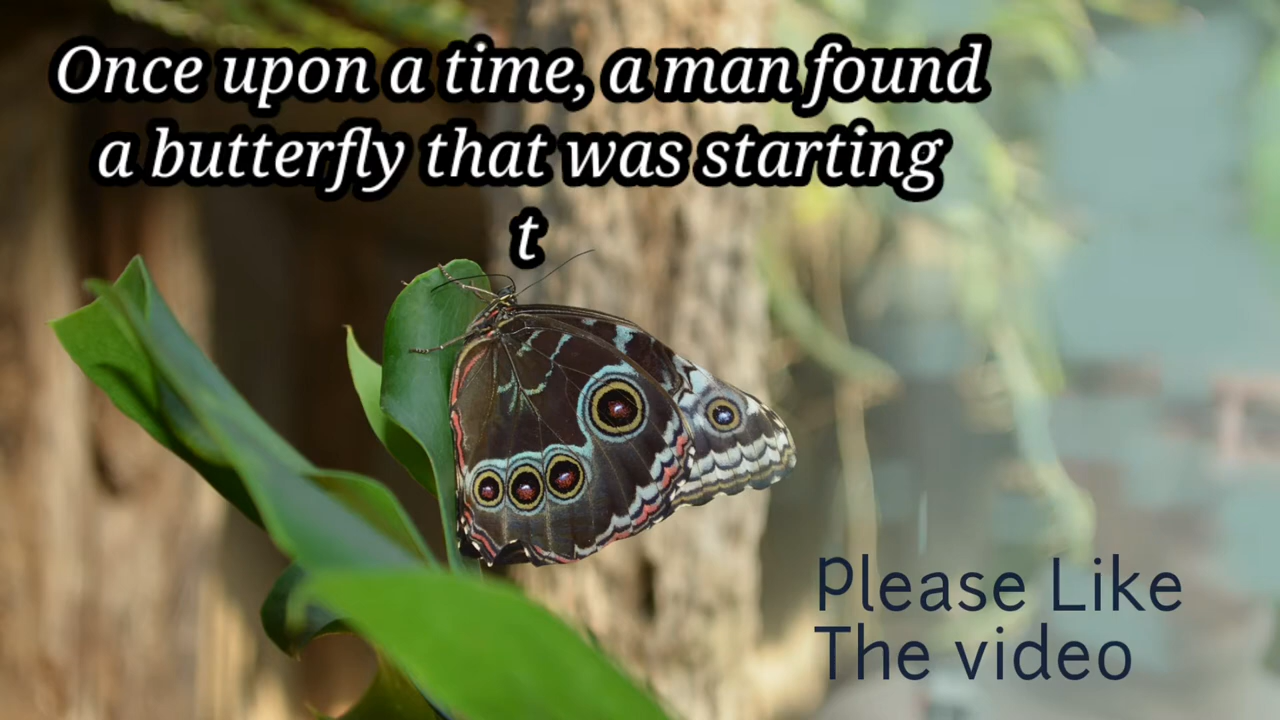 Once upon a time, a man found
a butterfly that was starting
t
Please Like
The video